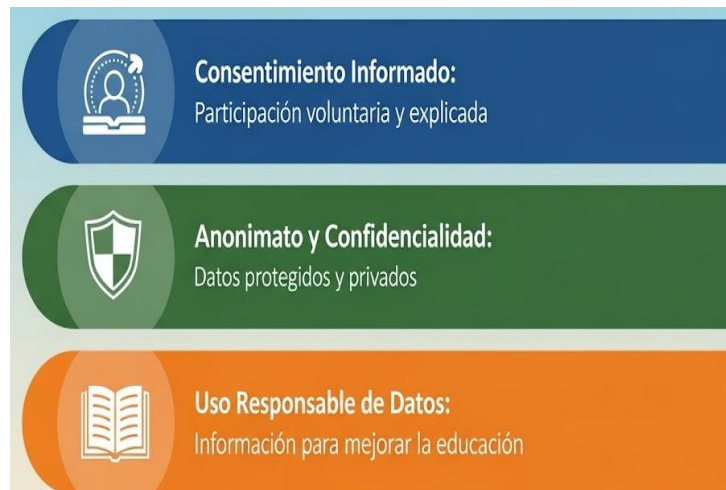 Consentimiento Informado:
Participación voluntaria y explicada
Anonimato y Confidencialidad:
Datos protegidos y privados
Uso Responsable de Datos:
Información para mejorar la educación